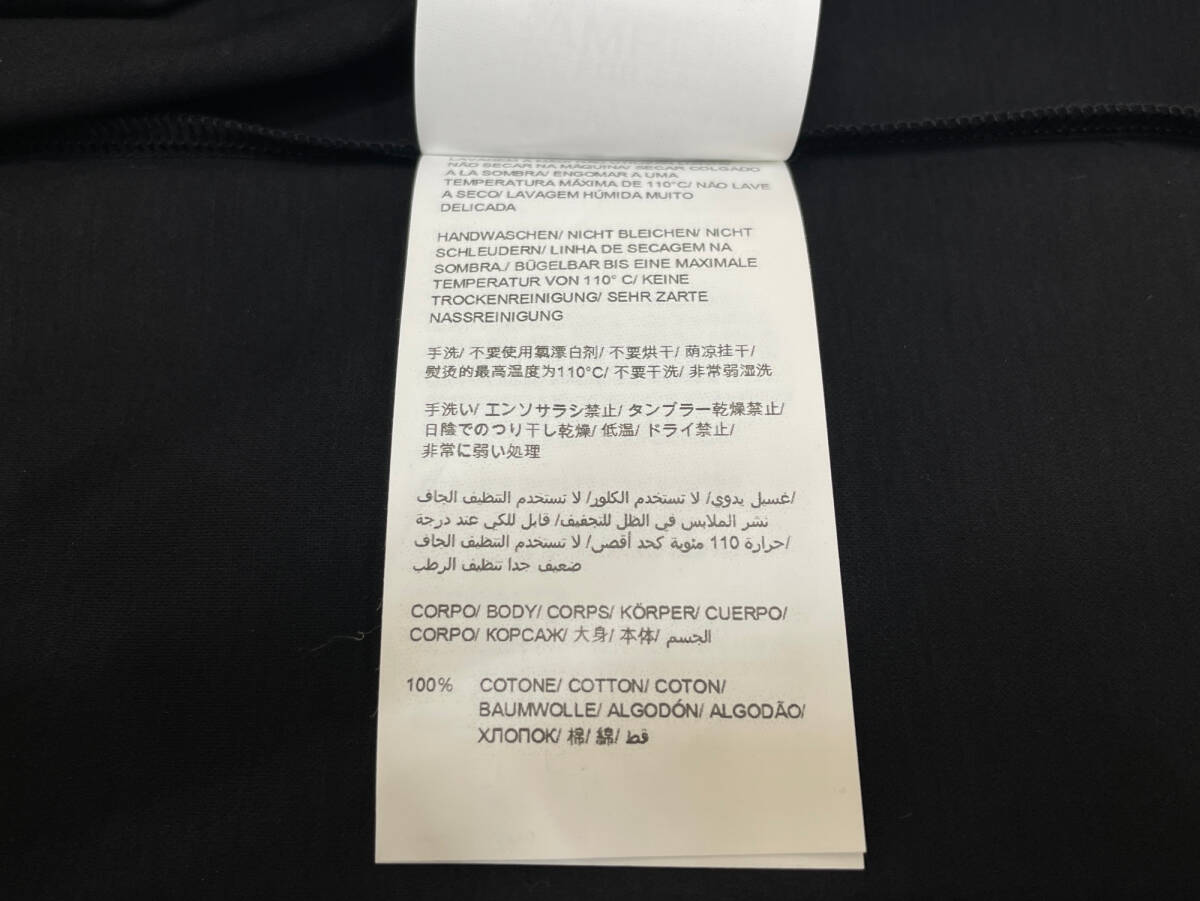 NÃO SECAR NA MÁQUINA/ SECAR COLGADO
A LA SOMBRA/ ENGOMAR A UMA
TEMPERATURA MÁXIMA DE 110°C/ NÃO LAVE
A SECO/ LAVAGEM HÚMIDA MUITO
DELICADA
HANDWASCHEN/ NICHT BLEICHEN/ NICHT
SCHLEUDERN/ LINHA DE SECAGEM NA
SOMBRA./ BÜGELBAR BIS EINE MAXIMALE
TEMPERATUR VON 110° C/ KEINE
TROCKENREINIGUNG/ SEHR ZARTE
NASSREINIGUNG
手洗/ 不要使用氧漂白剂/ 不要烘干/ 荫凉挂干/
熨烫的最高温度为110°C/ 不要干洗/ 非常弱湿洗
手洗い/ エンソサラシ禁止/ タンブラー乾燥禁止/
日陰でのつり干し乾燥/ 低温/ ドライ禁止/
非常に弱い処理
/غسيل يدوي/ لا تستخدم الكلور/ لا تستخدم التنظيف الجاف
نشر الملابس في الظل للتجفيف/ قابل للكي عند درجة
/حرارة 110 مئوية كحد أقصى/ لا تستخدم التنظيف الجاف
ضعيف جدا تنظيف الرطب
CORPO/ BODY/ CORPS/ KÖRPER/ CUERPO/
CORPO/ КОРСАЖ/ 大身/ 本体/ الجسم
100% COTONE/ COTTON/ COTON/
BAUMWOLLE/ ALGODÓN/ ALGODÃO/
ХЛОПОК/ 棉/ 綿/ قط